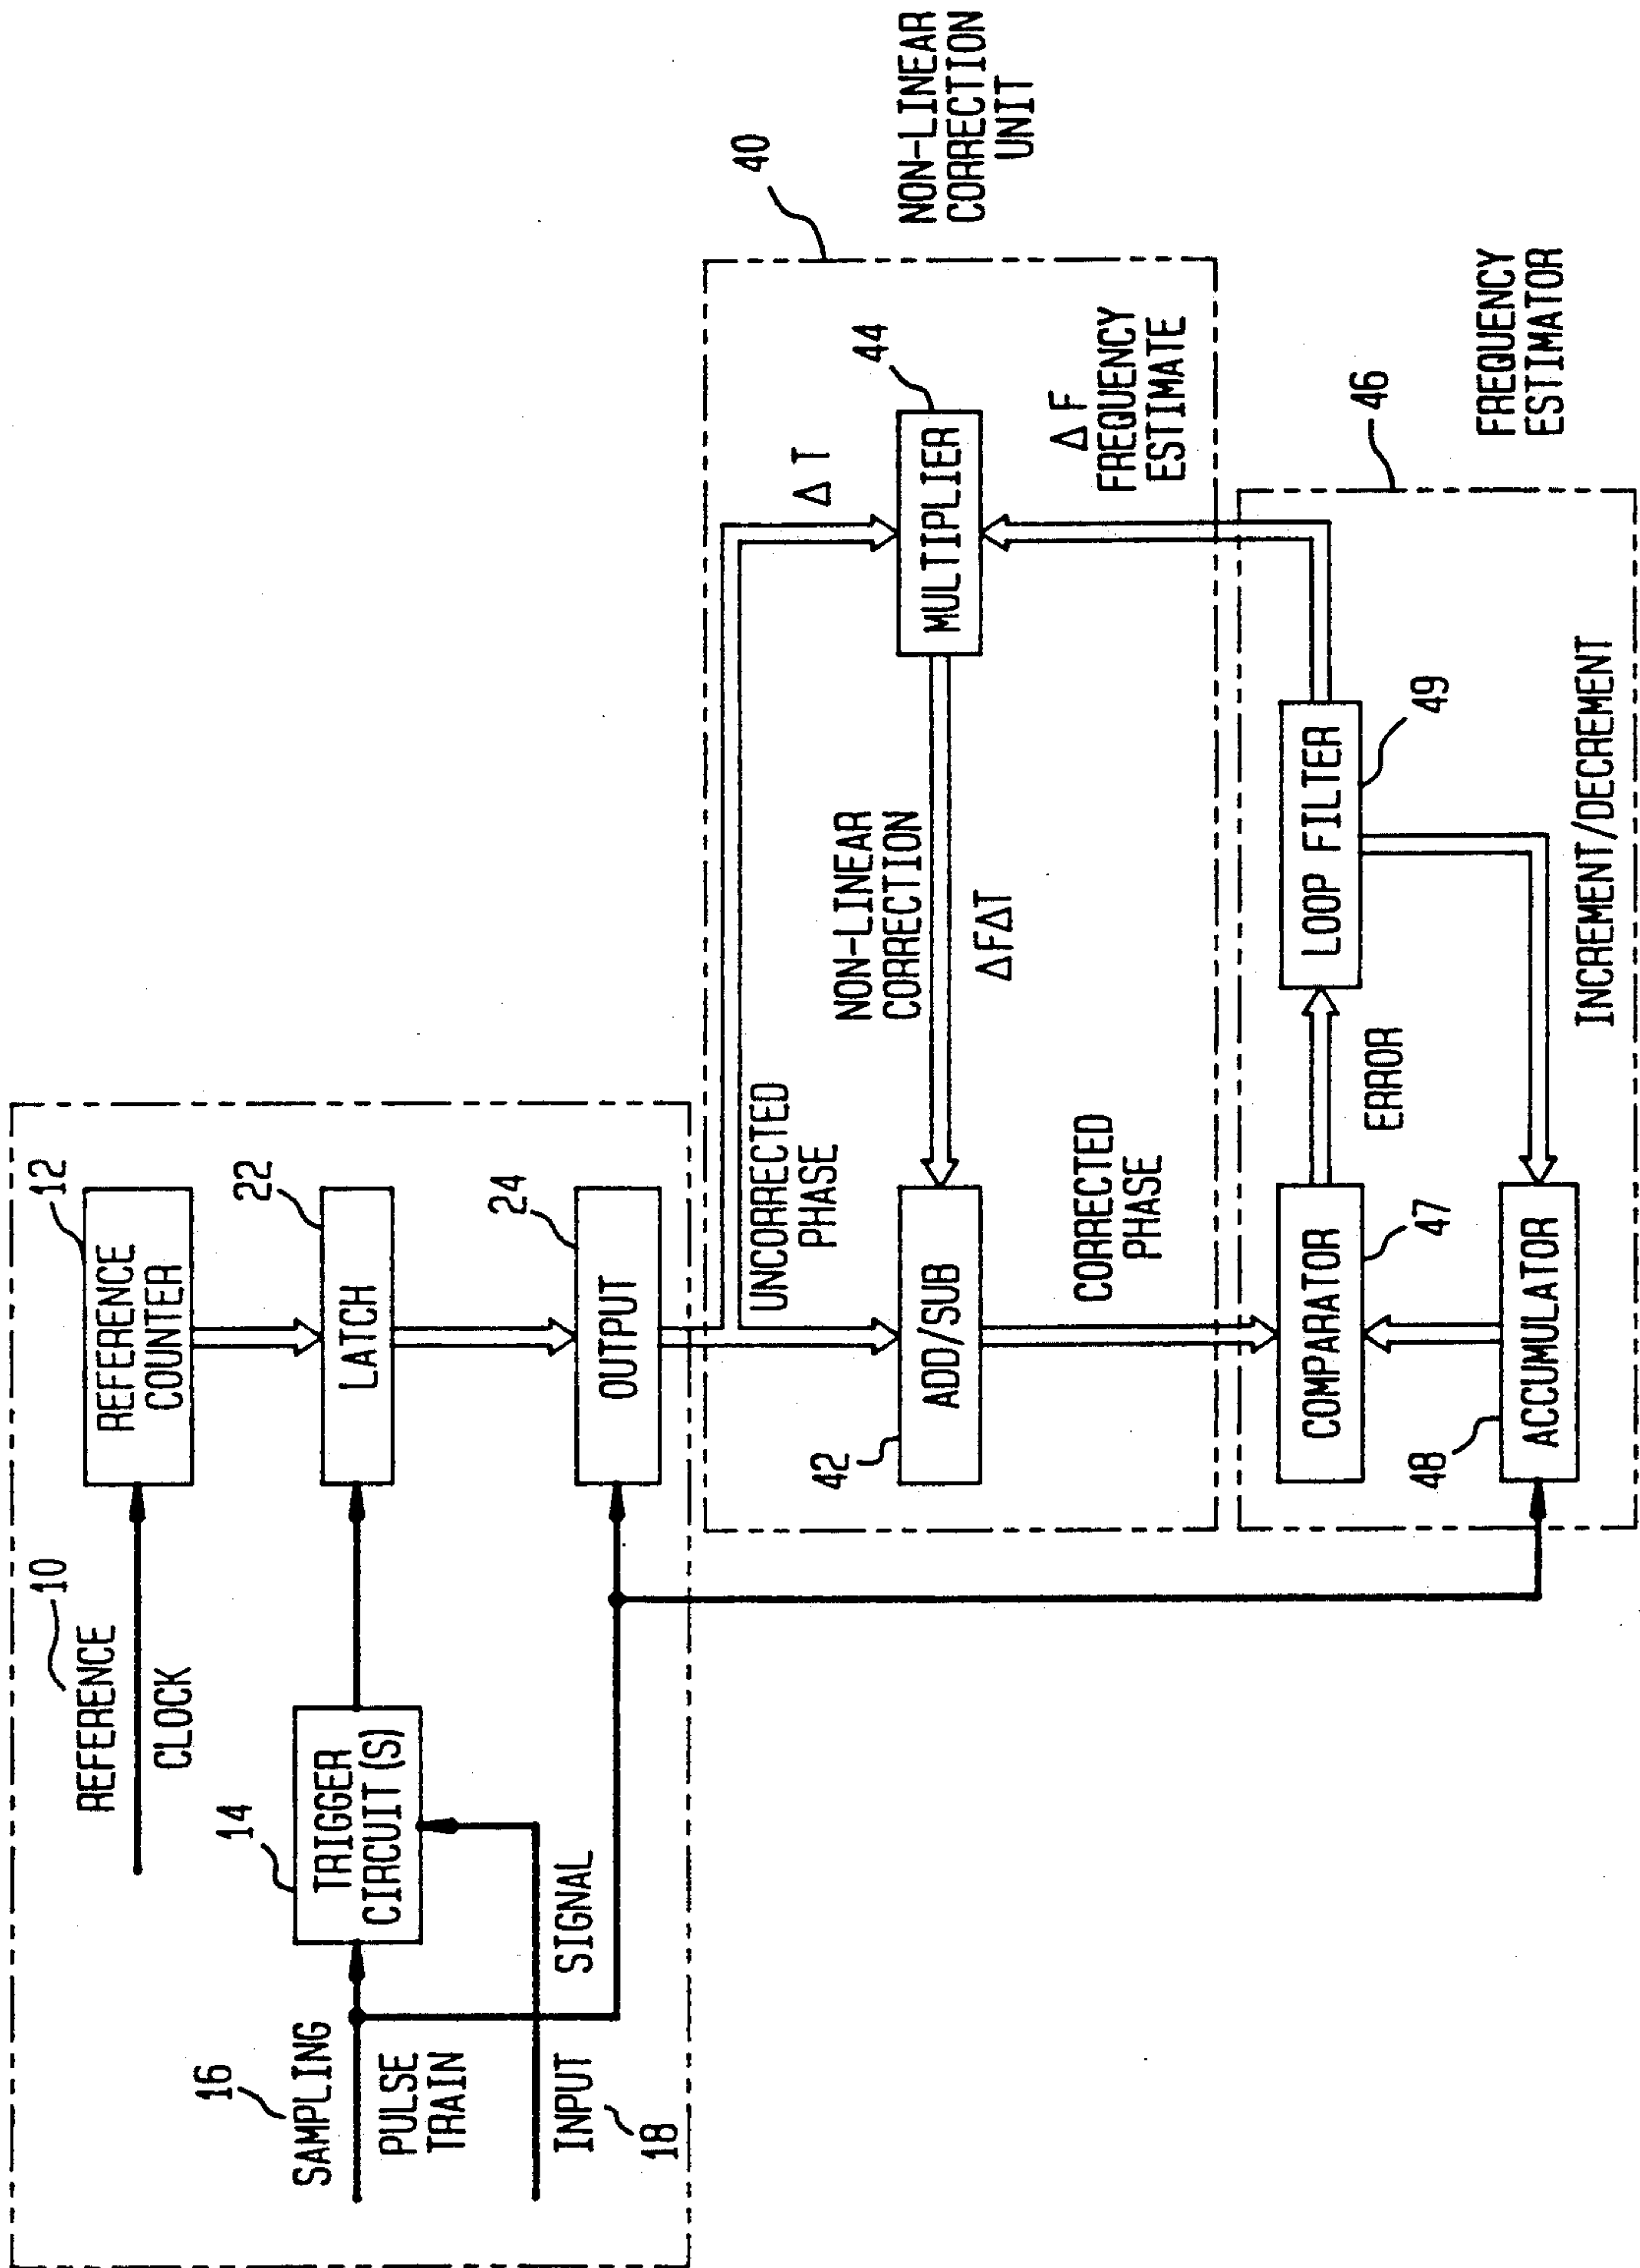 10
REFERENCE
CLOCK
12
REFERENCE
COUNTER
16
SAMPLING
PULSE
TRAIN
14
TRIGGER
CIRCUIT(S)
22
LATCH
INPUT
SIGNAL
18
24
OUTPUT
UNCORRECTED
PHASE
Δ T
40
NON-LINEAR
CORRECTION
UNIT
42
ADD/SUB
NON-LINEAR
CORRECTION
ΔFΔT
44
MULTIPLIER
Δ F
FREQUENCY
ESTIMATE
CORRECTED
PHASE
46
FREQUENCY
ESTIMATOR
COMPARATOR
47
ERROR
LOOP FILTER
49
48
ACCUMULATOR
INCREMENT/DECREMENT